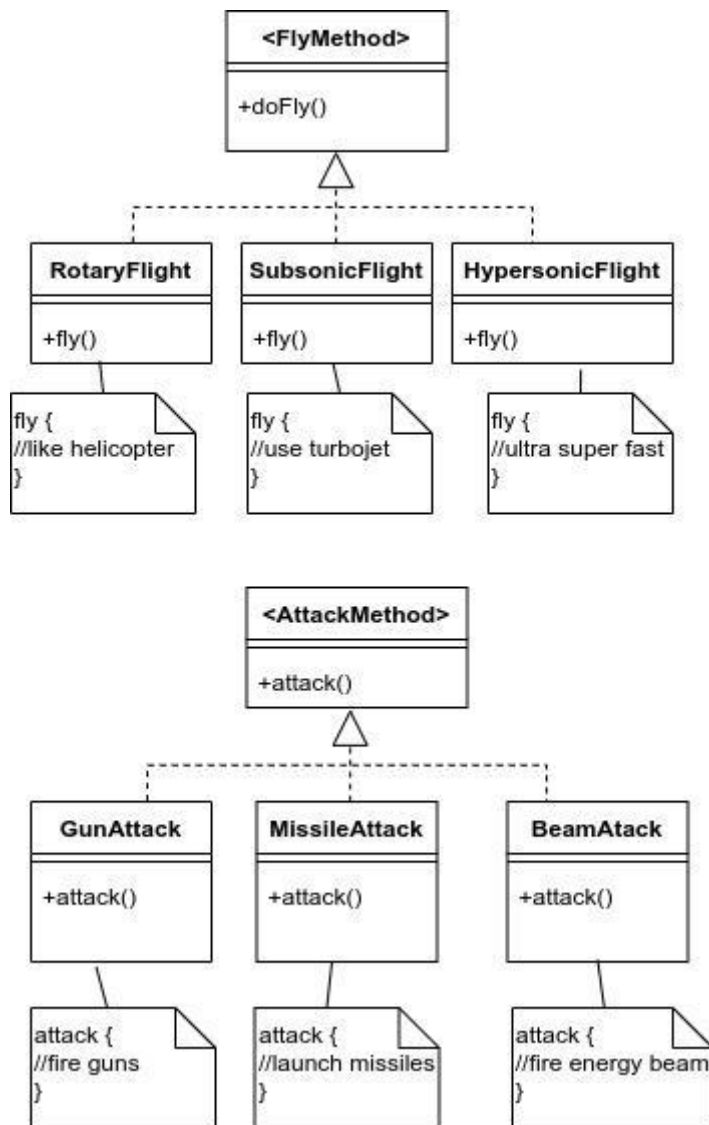 <FlyMethod>
+doFly()
RotaryFlight
+fly()
SubsonicFlight
+fly()
HypersonicFlight
+fly()
fly {
//like helicopter
}
fly {
//use turbojet
}
fly {
//ultra super fast
}
<AttackMethod>
+attack()
GunAttack
+attack()
MissileAttack
+attack()
BeamAtack
+attack()
attack {
//fire guns
}
attack {
//launch missiles
}
attack {
//fire energy beam
}